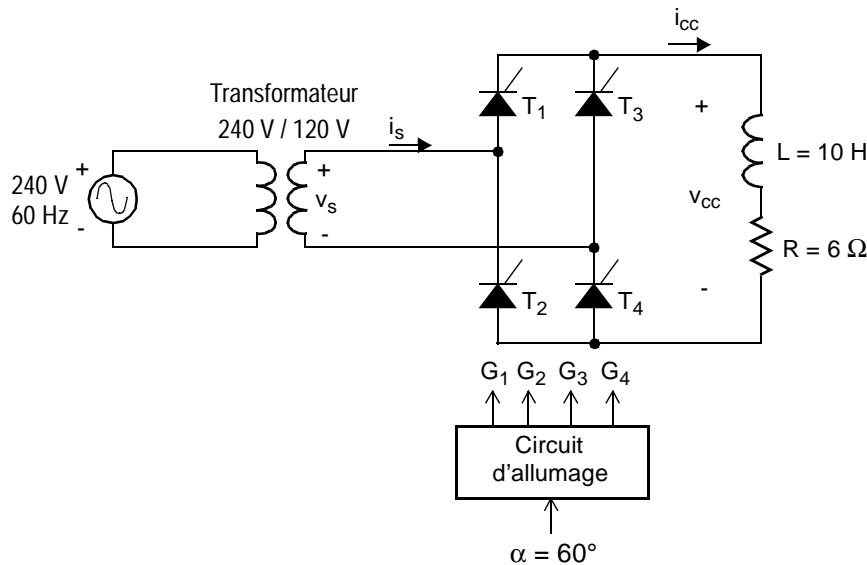 i_cc
Transformateur
240 V / 120 V
i_s
T_1
T_3
+
L = 10 H
240 V
60 Hz
+
-
+
v_s
-
v_cc
R = 6 Ω
T_2
T_4
-
G_1 G_2 G_3 G_4
Circuit
d'allumage
α = 60°